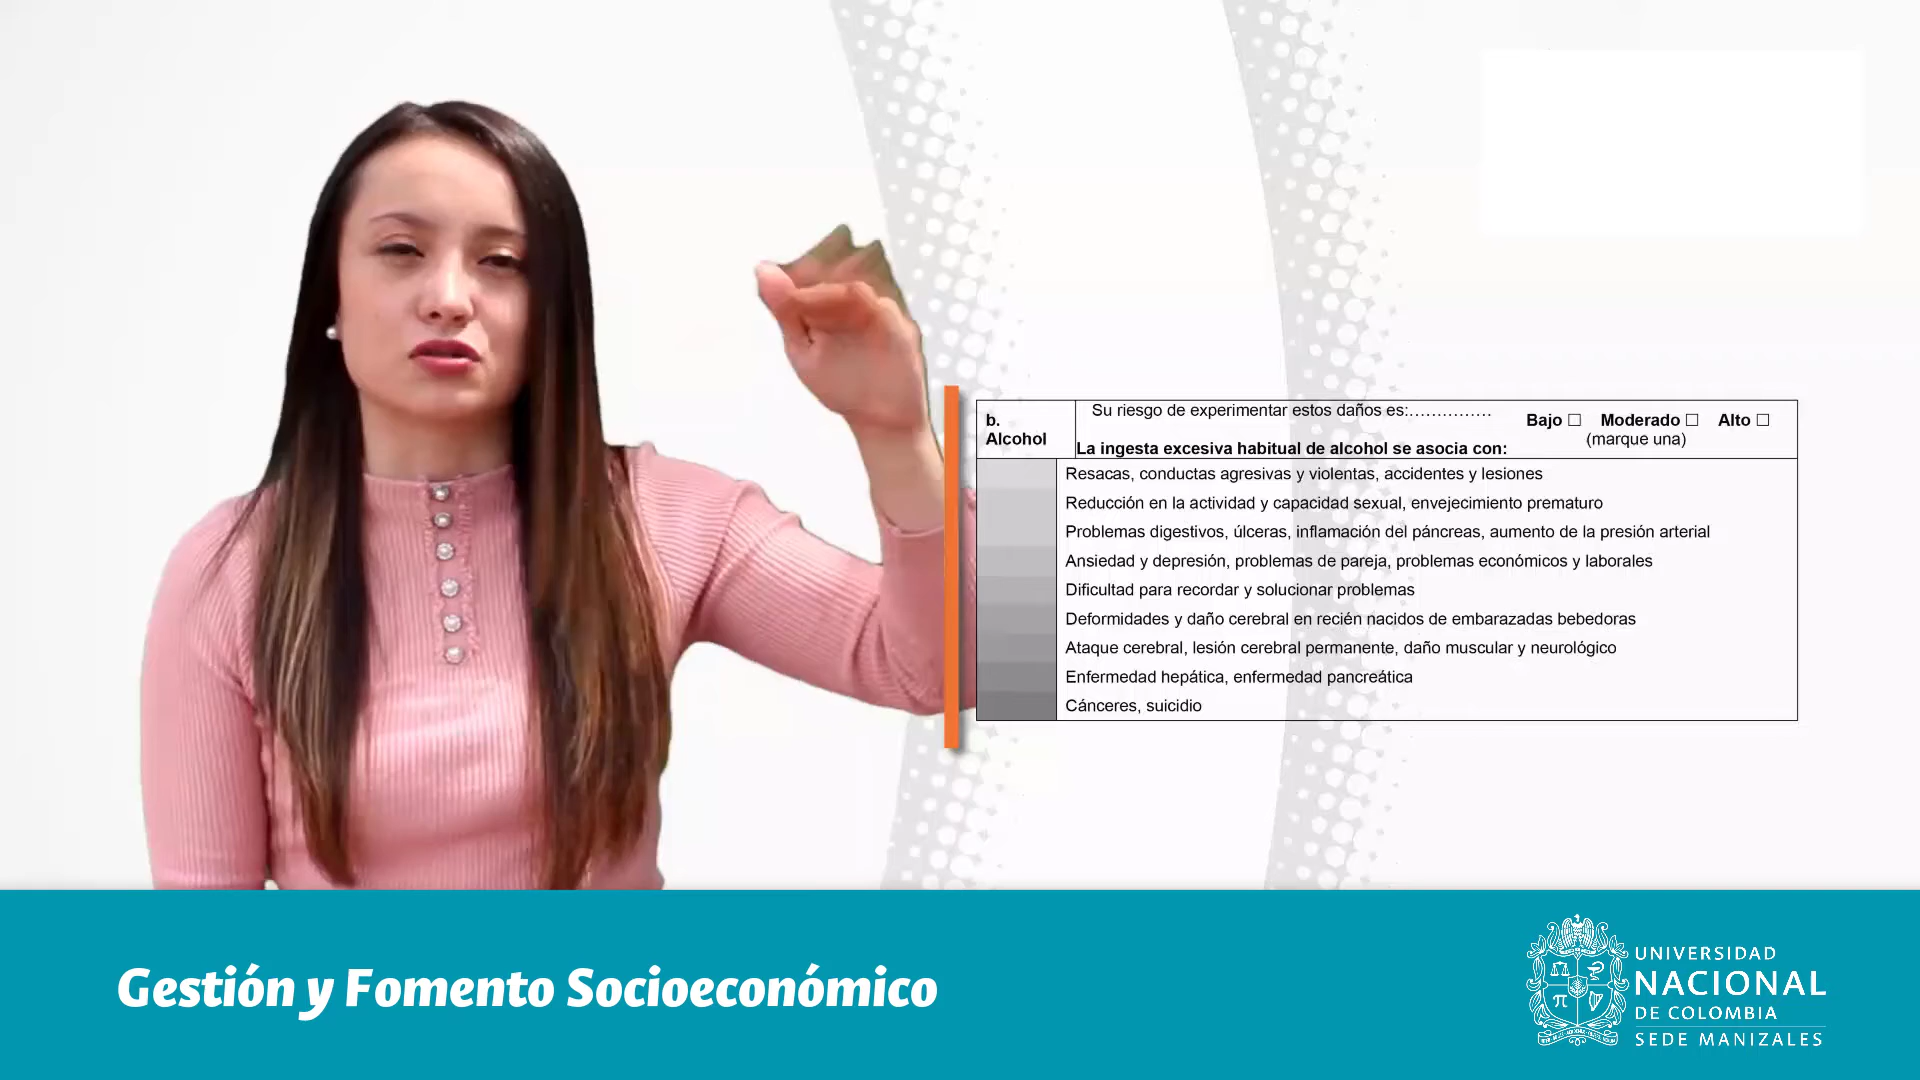 b.
Alcohol
Su riesgo de experimentar estos daños es:……………
Bajo ☐ Moderado ☐ Alto ☐
(marque una)
La ingesta excesiva habitual de alcohol se asocia con:
Resacas, conductas agresivas y violentas, accidentes y lesiones
Reducción en la actividad y capacidad sexual, envejecimiento prematuro
Problemas digestivos, úlceras, inflamación del páncreas, aumento de la presión arterial
Ansiedad y depresión, problemas de pareja, problemas económicos y laborales
Dificultad para recordar y solucionar problemas
Deformidades y daño cerebral en recién nacidos de embarazadas bebedoras
Ataque cerebral, lesión cerebral permanente, daño muscular y neurológico
Enfermedad hepática, enfermedad pancreática
Cánceres, suicidio
Gestión y Fomento Socioeconómico
UNIVERSIDAD
NACIONAL
DE COLOMBIA
SEDE MANIZALES